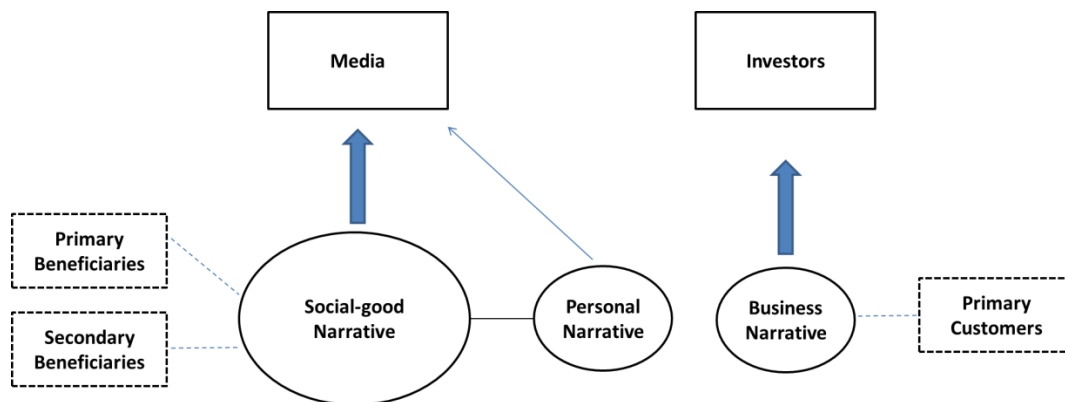 Media
Investors
Primary
Beneficiaries
Social-good
Narrative
Personal
Narrative
Business
Narrative
Primary
Customers
Secondary
Beneficiaries